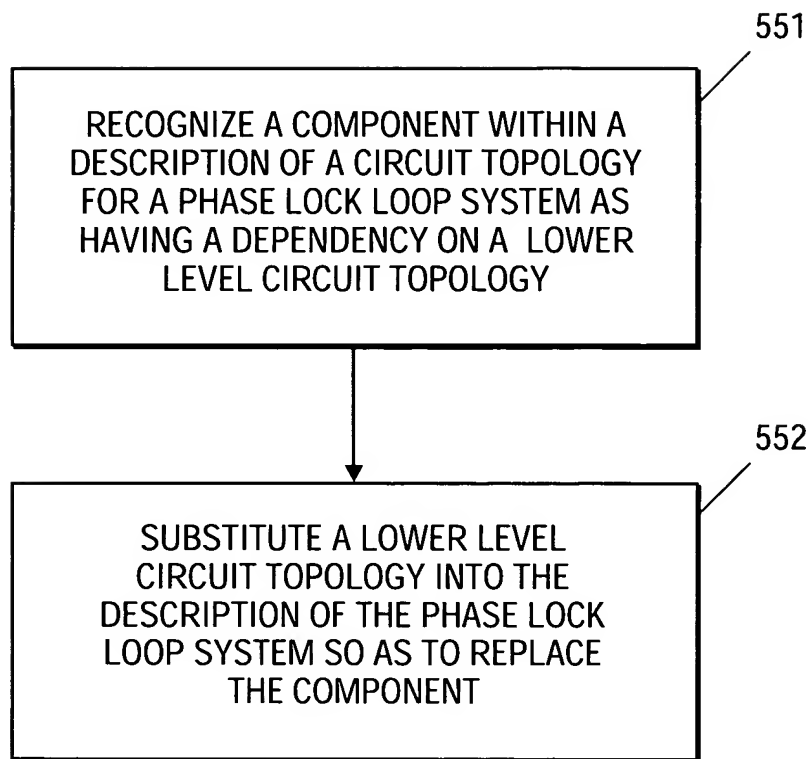 551
RECOGNIZE A COMPONENT WITHIN A
DESCRIPTION OF A CIRCUIT TOPOLOGY
FOR A PHASE LOCK LOOP SYSTEM AS
HAVING A DEPENDENCY ON A LOWER
LEVEL CIRCUIT TOPOLOGY
552
SUBSTITUTE A LOWER LEVEL
CIRCUIT TOPOLOGY INTO THE
DESCRIPTION OF THE PHASE LOCK
LOOP SYSTEM SO AS TO REPLACE
THE COMPONENT